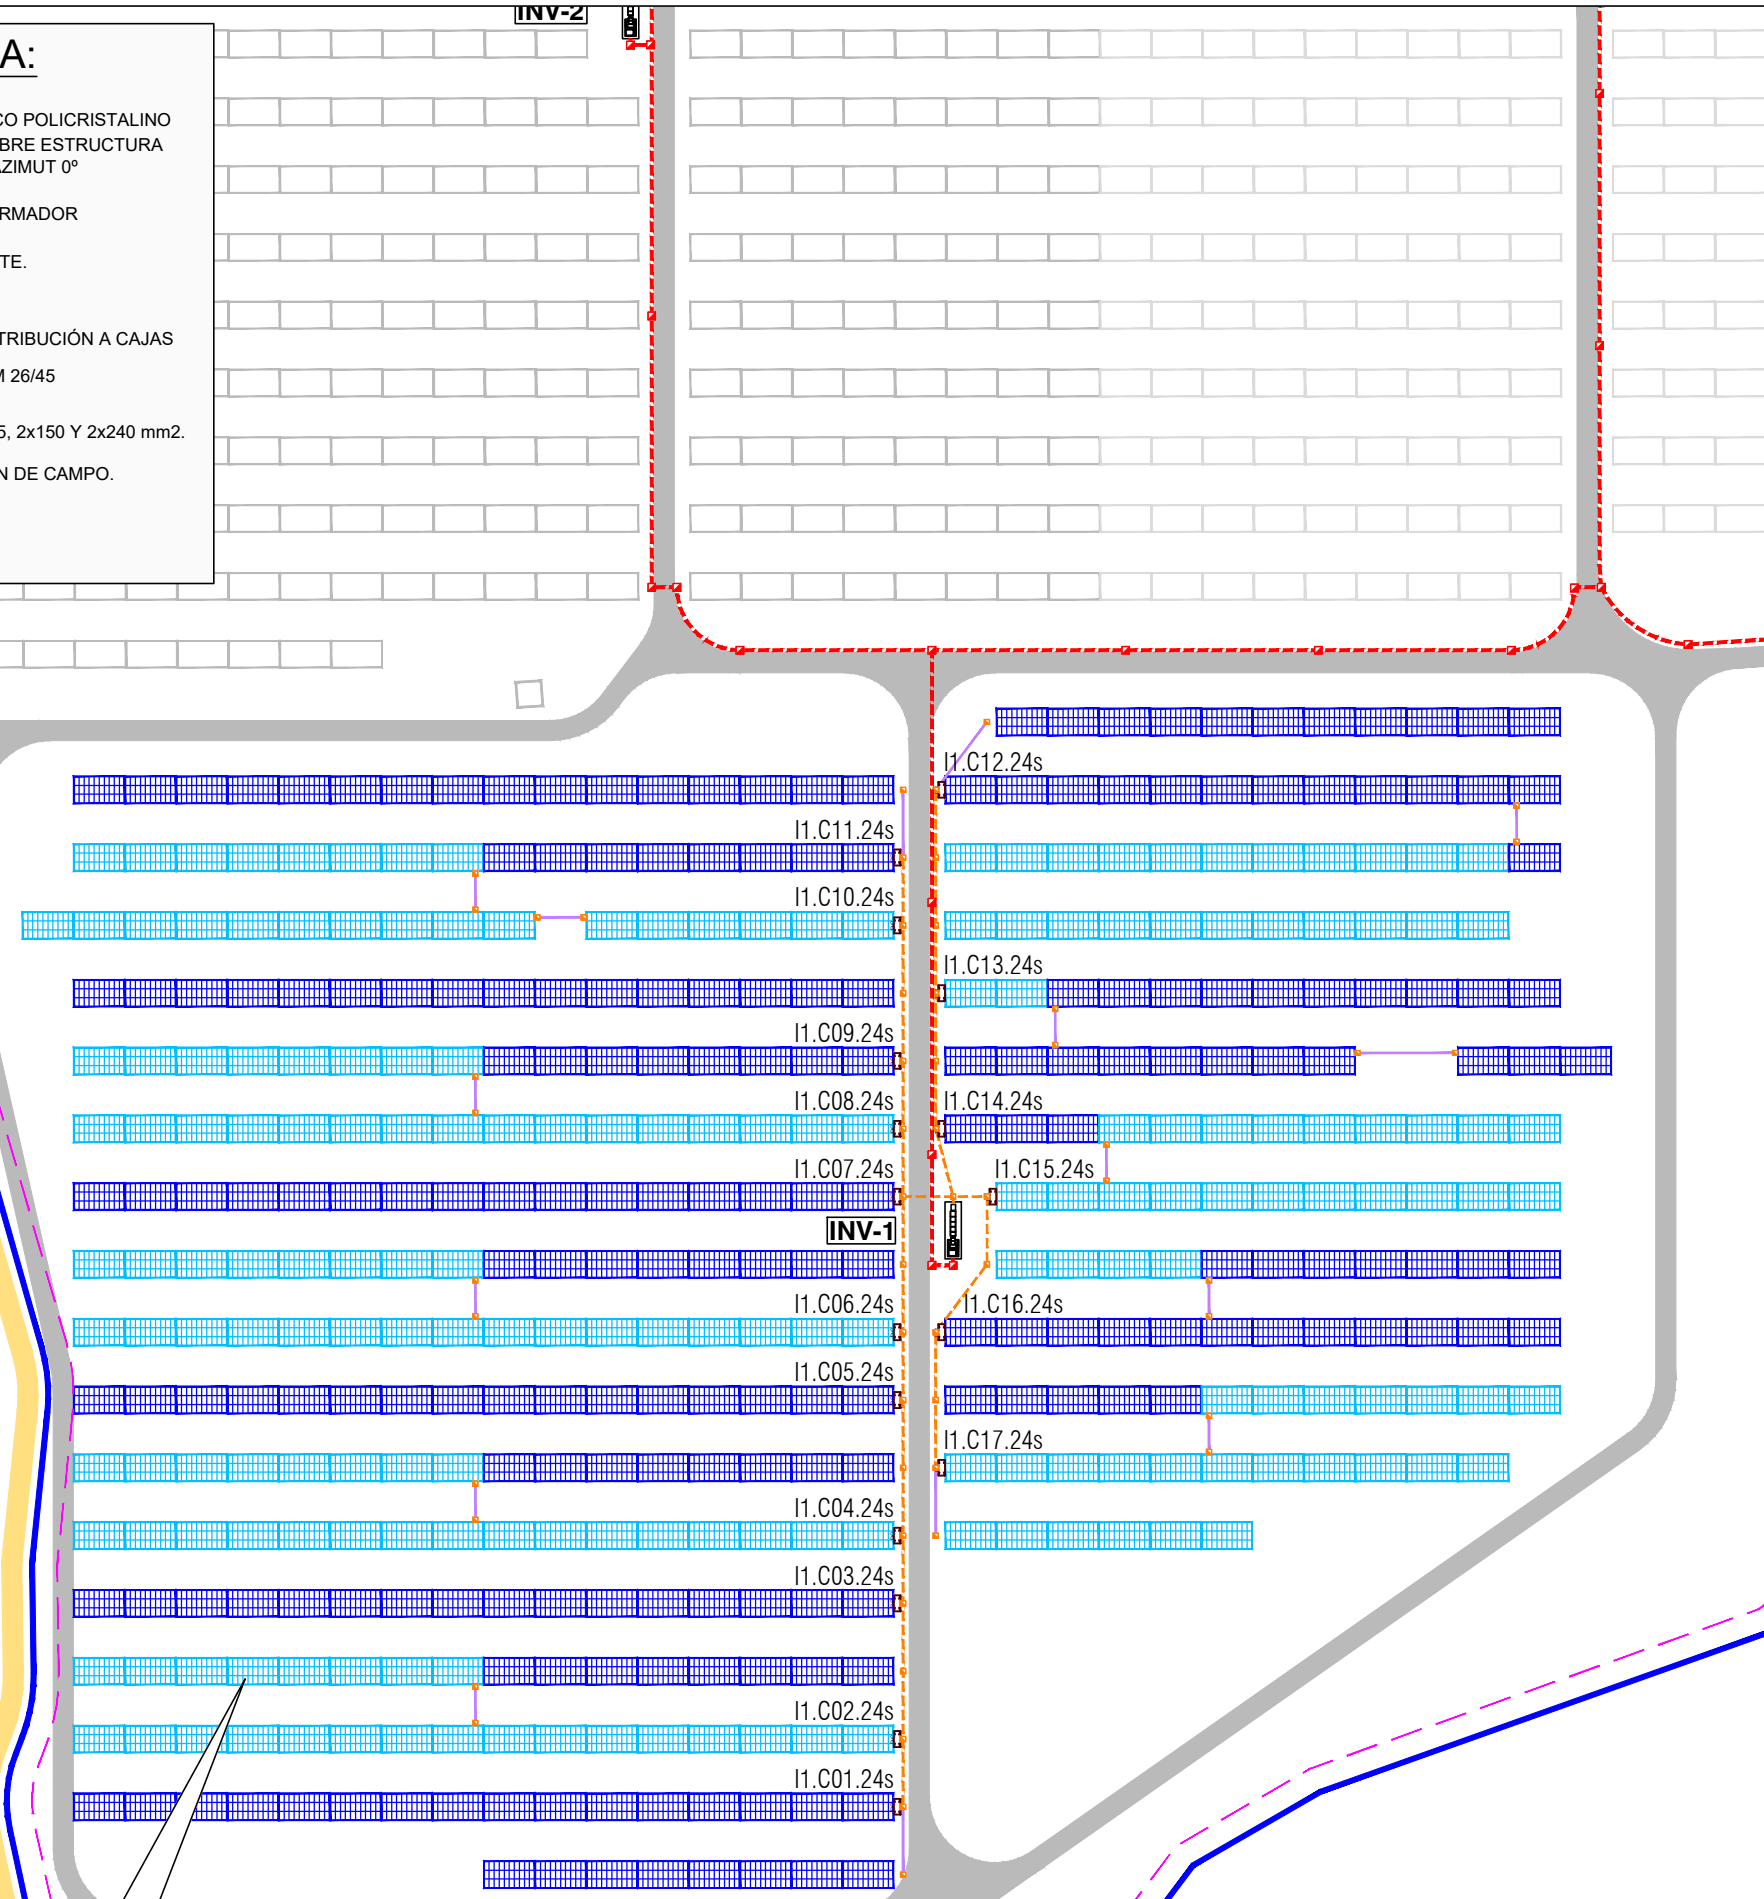 INV-2
A:
CO POLICRISTALINO
BRE ESTRUCTURA
AZIMUT 0º
RMADOR
TE.
TRIBUCIÓN A CAJAS
M 26/45
5, 2x150 Y 2x240 mm2.
N DE CAMPO.
I1.C12.24s
I1.C11.24s
I1.C10.24s
I1.C13.24s
I1.C09.24s
I1.C08.24s
I1.C14.24s
I1.C07.24s
I1.C15.24s
INV-1
I1.C06.24s
I1.C16.24s
I1.C05.24s
I1.C17.24s
I1.C04.24s
I1.C03.24s
I1.C02.24s
I1.C01.24s